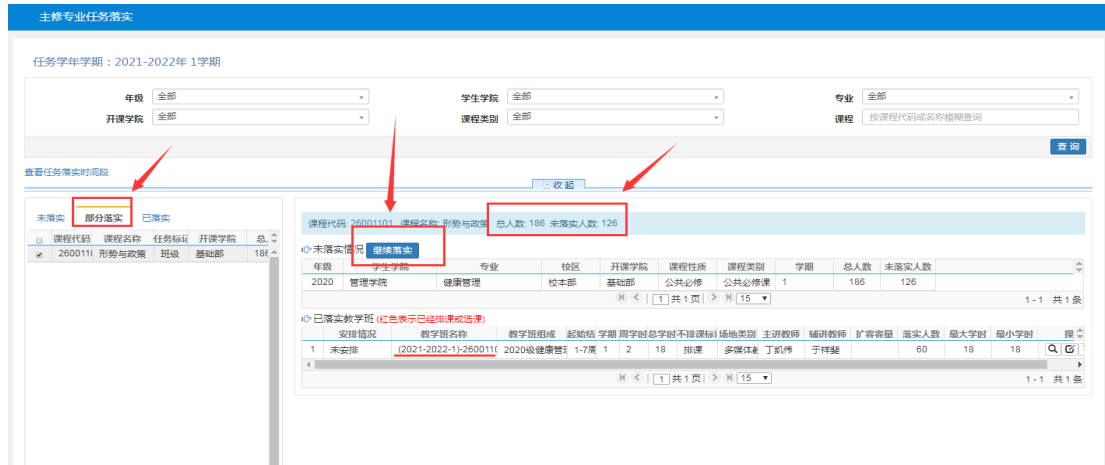 主修专业任务落实
任务学年学期：2021-2022年 1学期
年级 全部 学生学院 全部 专业 全部
开课学院 全部 课程类别 全部 课程 按课程代码或名称模糊查询
查 询
查看任务落实时间段
收 起
未落实 部分落实 已落实
课程代码 课程名称 任务标记 开课学院 总
260011 形势与政策 班级 基础部 186
课程代码: 26001101 课程名称: 形势与政策 总人数: 186 未落实人数: 126
未落实情况 继续落实
年级 学生学院 专业 校区 开课学院 课程性质 课程类别 学期 总人数 未落实人数
2020 管理学院 健康管理 校本部 基础部 公共必修 公共必修课 1 186 126
1 共 1 页 15 1 - 1 共 1 条
已落实教学班 (红色表示已经排课或选课)
安排情况 教学班名称 教学班组成 起始结 学期 周学时 总学时 不排课标 场地类别 主讲教师 辅讲教师 扩容容量 落实人数 最大学时 最小学时 操
1 未安排 (2021-2022-1)-260011 2020级健康管理 1-7周 1 2 18 排课 多媒体 丁凯伟 于祥 60 18 18
1 共 1 页 15 1 - 1 共 1 条